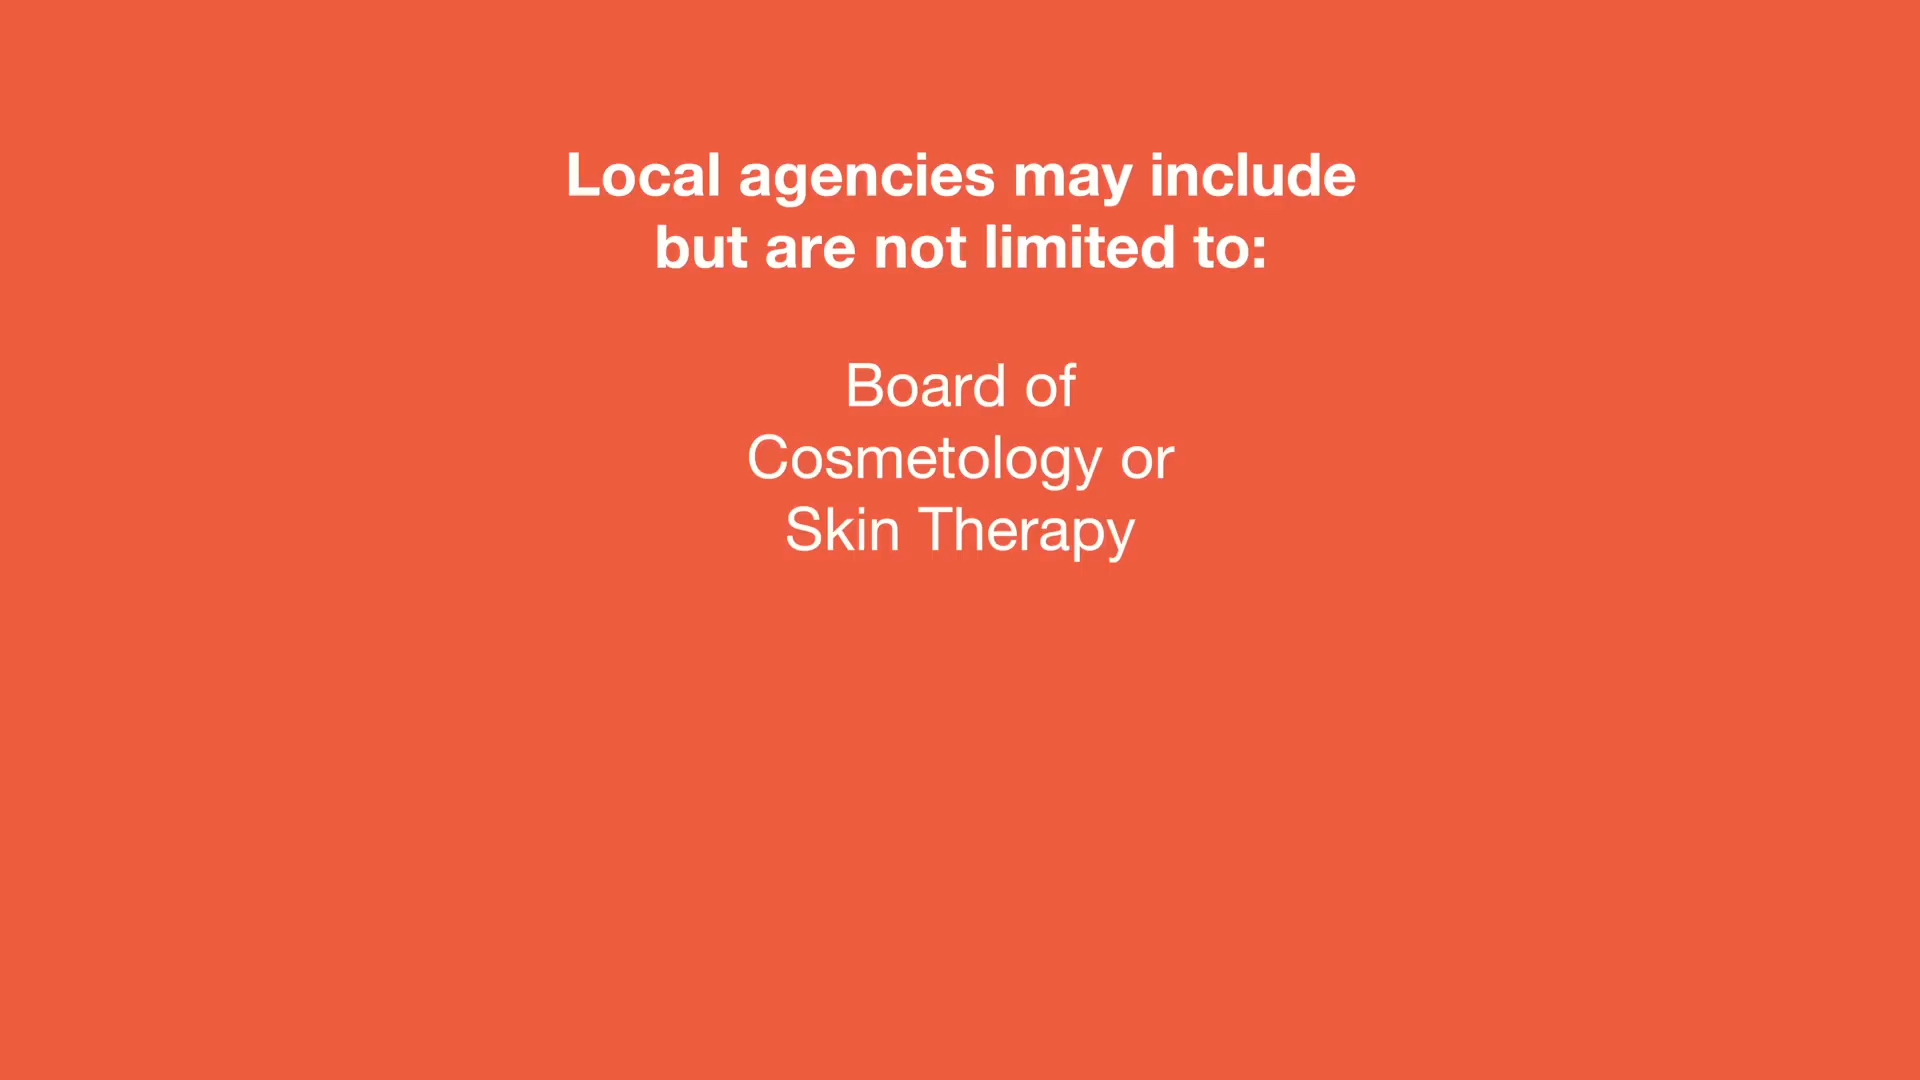 Local agencies may include
but are not limited to:
Board of
Cosmetology or
Skin Therapy